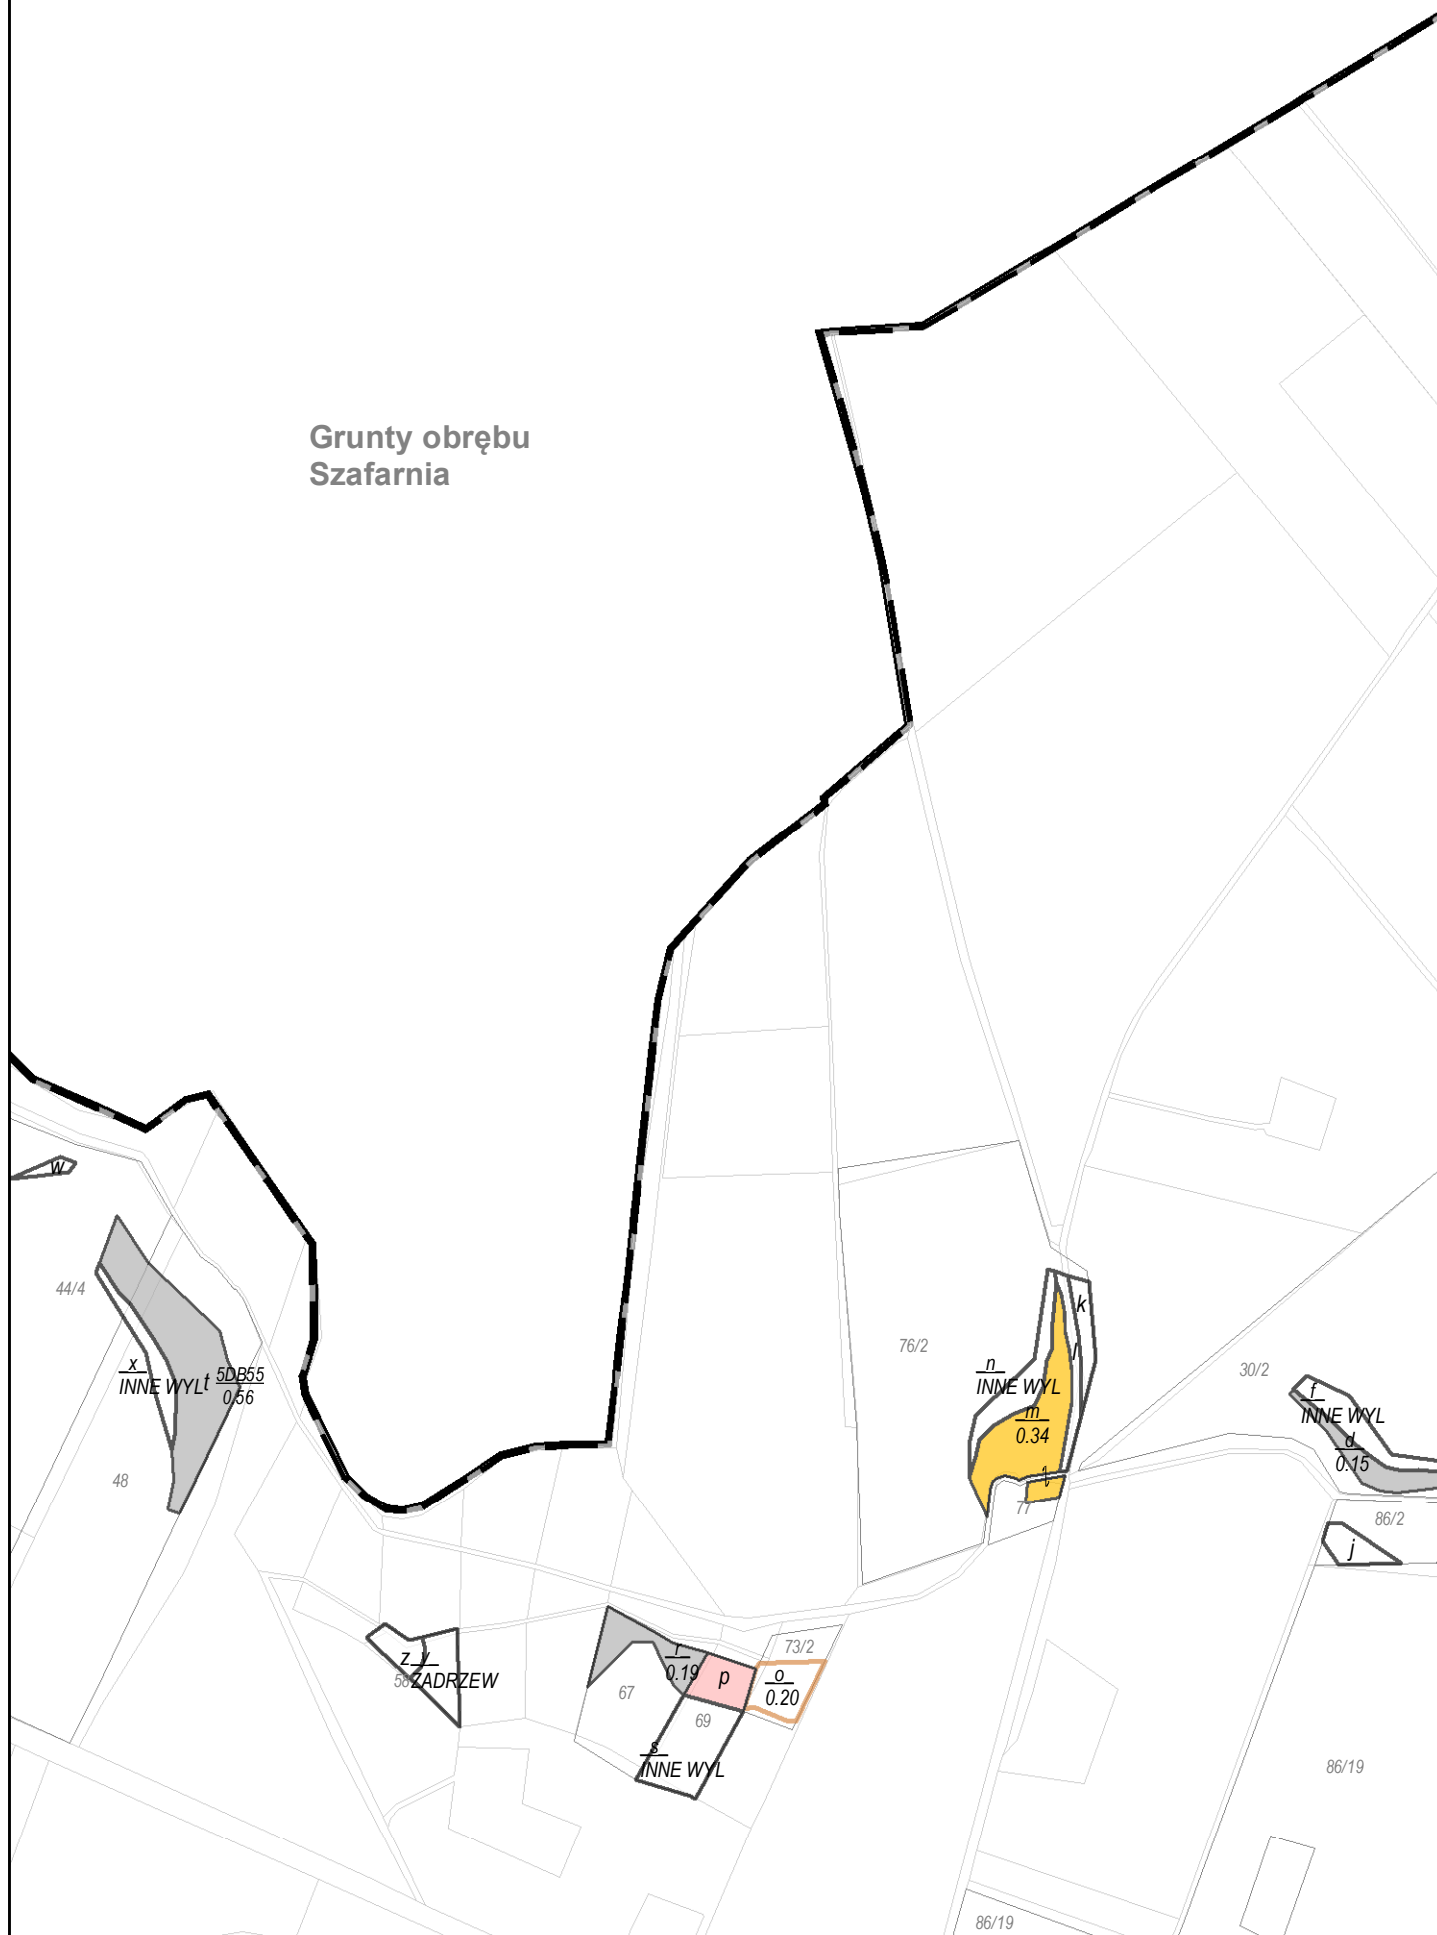 Grunty obrębu
Szafarnia
w
44/4
x
INNE WYL
t 5DB55
0.56
48
k
l
76/2
n
INNE WYL
m
0.34
77
30/2
f
INNE WYL
d
0.15
86/2
j
z y
58 ZADRZEW
r
0.19
p
73/2
o
0.20
67
69
s
INNE WYL
86/19
86/19